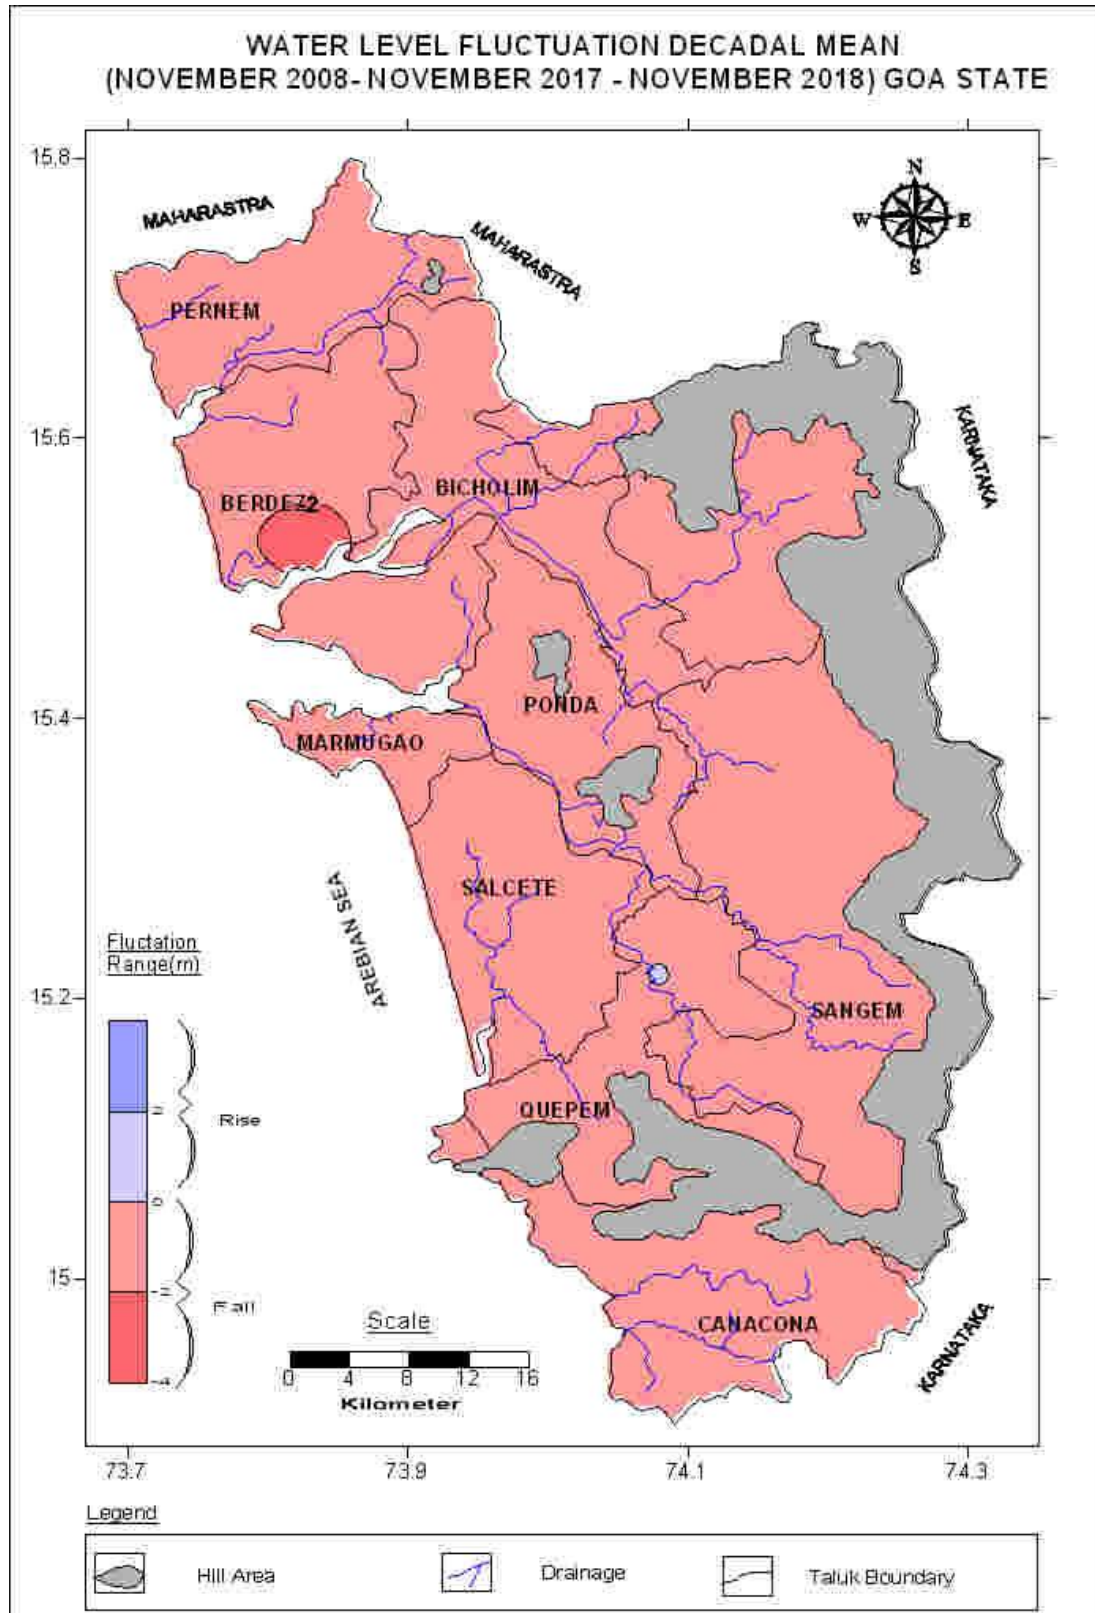 WATER LEVEL FLUCTUATION DECADAL MEAN
(NOVEMBER 2008- NOVEMBER 2017 - NOVEMBER 2018) GOA STATE
15.8
MAHARASTRA
MAHARASTRA
N
W
E
S
PERNEM
15.6
KARNATAKA
BICHOLIM
BERDEZ2
15.4
PONDA
MARMUGAO
SALCETE
AREBIAN SEA
Fluctation
Range(m)
15.2
SANGEM
2
Rise
QUEPEM
0
15
-2
Fall
Scale
CANACONA
KARNATAKA
-4
0 4 8 12 16
Kilometer
73.7 73.9 74.1 74.3
Legend
Hill Area
Drainage
Taluk Boundary